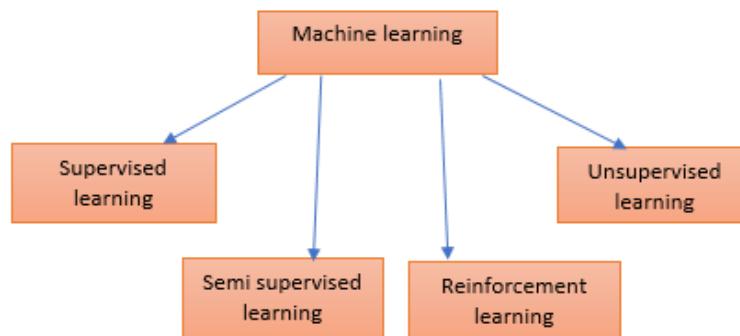 Machine learning
Supervised
learning
Unsupervised
learning
Semi supervised
learning
Reinforcement
learning